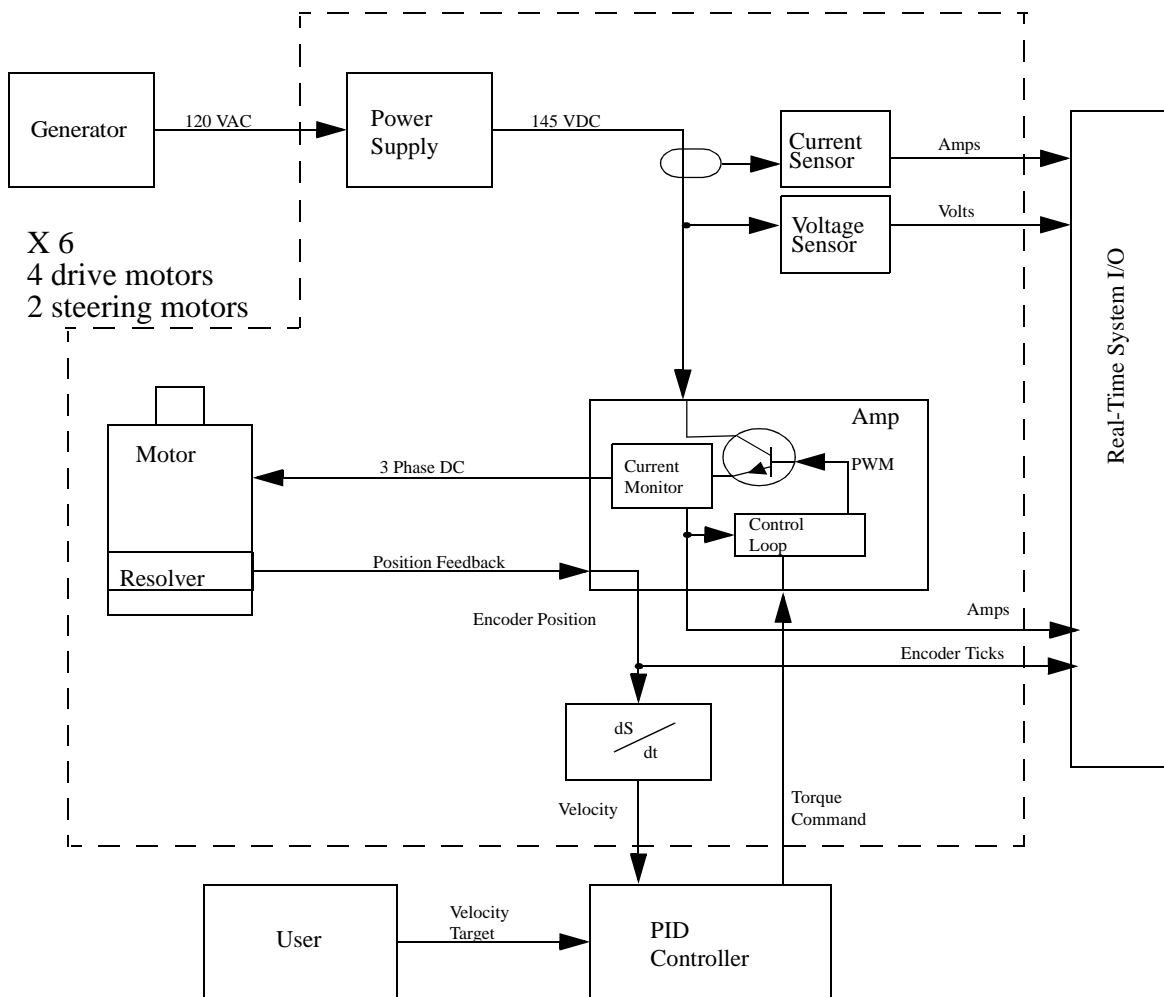 Generator
120 VAC
Power
Supply
145 VDC
Current
Sensor
Amps
Voltage
Sensor
Volts
Real-Time System I/O
X 6
4 drive motors
2 steering motors
Amp
Motor
3 Phase DC
Current
Monitor
PWM
Control
Loop
Resolver
Position Feedback
Encoder Position
Amps
Encoder Ticks
dS
dt
Velocity
Torque
Command
User
Velocity
Target
PID
Controller